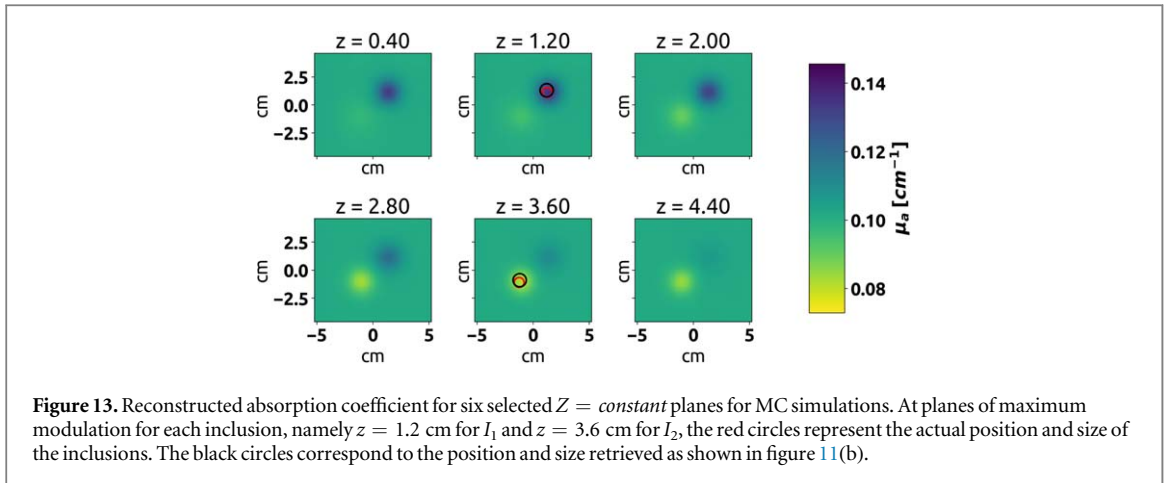 z = 0.40 z = 1.20 z = 2.00
2.5
0.0
−2.5
cm
cm
cm
cm cm cm
z = 2.80 z = 3.60 z = 4.40
2.5
0.0
−2.5
cm
cm
cm
−5 0 5 −5 0 5 −5 0 5
cm cm cm
0.14
0.12
0.10
0.08
μa [cm−1]
Figure 13. Reconstructed absorption coefficient for six selected Z = constant planes for MC simulations. At planes of maximum
modulation for each inclusion, namely z = 1.2 cm for I1 and z = 3.6 cm for I2, the red circles represent the actual position and size of
the inclusions. The black circles correspond to the position and size retrieved as shown in figure 11(b).